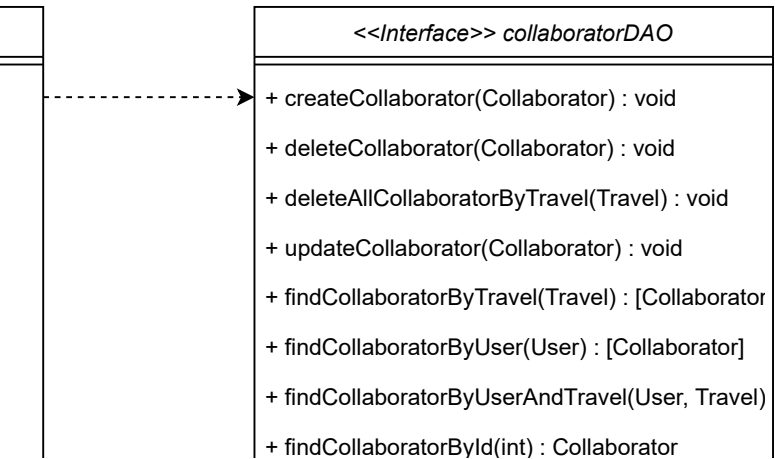 <<Interface>> collaboratorDAO
+ createCollaborator(Collaborator) : void
+ deleteCollaborator(Collaborator) : void
+ deleteAllCollaboratorByTravel(Travel) : void
+ updateCollaborator(Collaborator) : void
+ findCollaboratorByTravel(Travel) : [Collaborator
+ findCollaboratorByUser(User) : [Collaborator]
+ findCollaboratorByUserAndTravel(User, Travel)
+ findCollaboratorById(int) : Collaborator